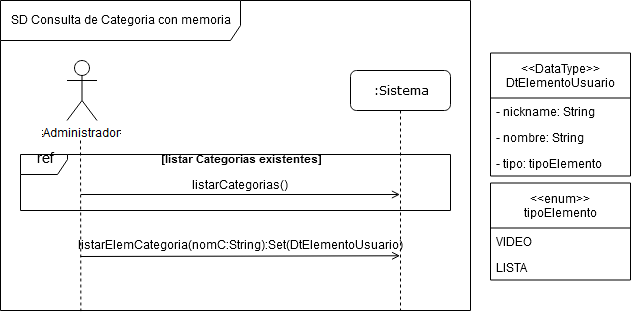 SD Consulta de Categoria con memoria
:Sistema
:Administrador
ref
[listar Categorias existentes]
listarCategorias()
listarElemCategoria(nomC:String):Set(DtElementoUsuario)
<<DataType>>
DtElementoUsuario
- nickname: String
- nombre: String
- tipo: tipoElemento
<<enum>>
tipoElemento
VIDEO
LISTA